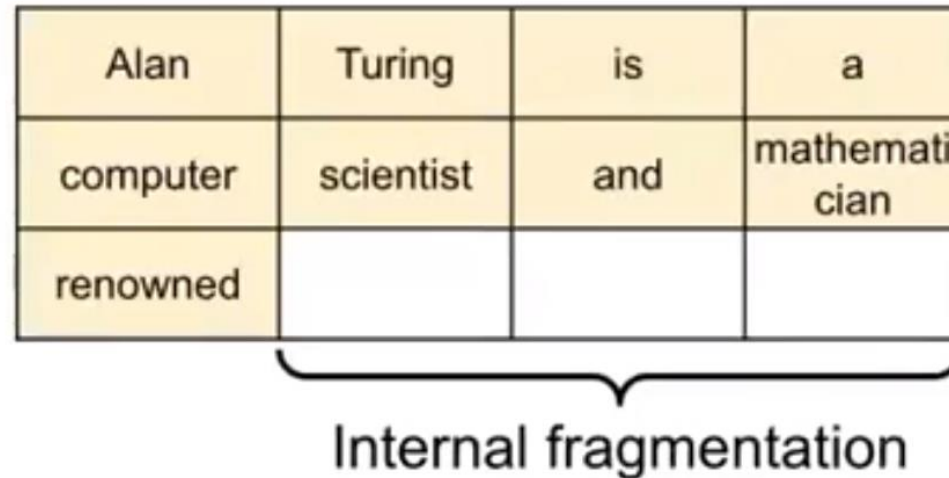 Alan Turing is a
computer scientist and mathemati
cian
renowned
Internal fragmentation